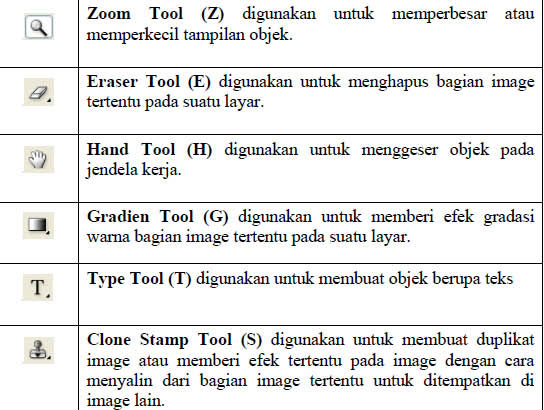 Zoom Tool (Z) digunakan untuk memperbesar atau
memperkecil tampilan objek.
Eraser Tool (E) digunakan untuk menghapus bagian image
tertentu pada suatu layar.
Hand Tool (H) digunakan untuk menggeser objek pada
jendela kerja.
Gradien Tool (G) digunakan untuk memberi efek gradasi
warna bagian image tertentu pada suatu layar.
T
Type Tool (T) digunakan untuk membuat objek berupa teks
Clone Stamp Tool (S) digunakan untuk membuat duplikat
image atau memberi efek tertentu pada image dengan cara
menyalin dari bagian image tertentu untuk ditempatkan di
image lain.